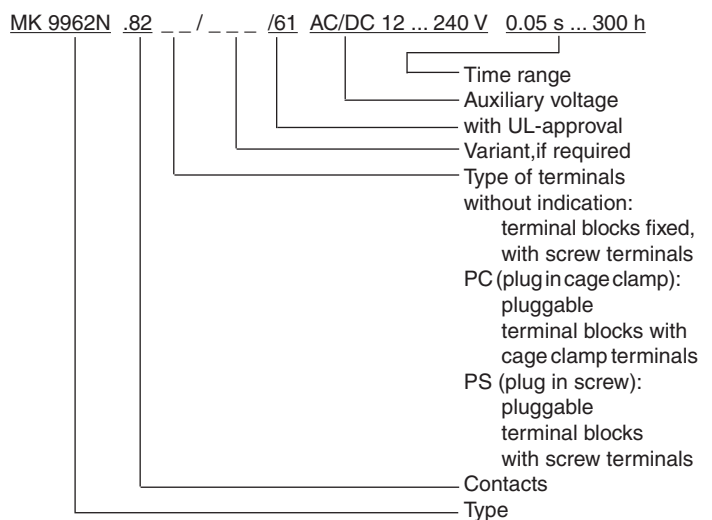 MK 9962N .82 _ _ / _ _ _ /61 AC/DC 12 ... 240 V 0.05 s ... 300 h
Time range
Auxiliary voltage
with UL-approval
Variant,if required
Type of terminals
without indication:
terminal blocks fixed,
with screw terminals
PC (plug in cage clamp):
pluggable
terminal blocks with
cage clamp terminals
PS (plug in screw):
pluggable
terminal blocks
with screw terminals
Contacts
Type